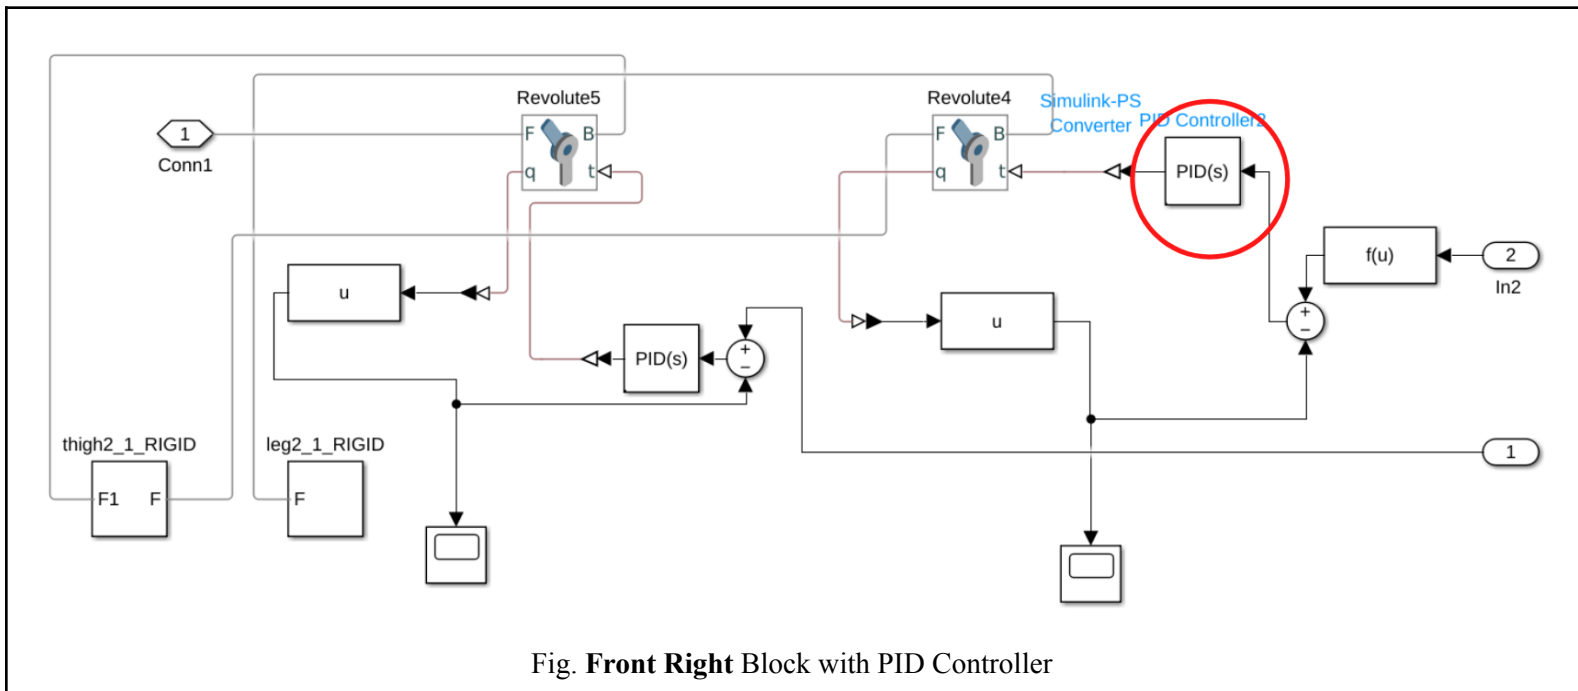 Revolute5
Revolute4
Simulink-PS
Converter
PID Controller2
F
B
q
t
F
B
q
t
PID(s)
1
Conn1
f(u)
2
In2
u
u
+
−
PID(s)
+
−
thigh2_1_RIGID
leg2_1_RIGID
1
F1
F
F
Fig. Front Right Block with PID Controller